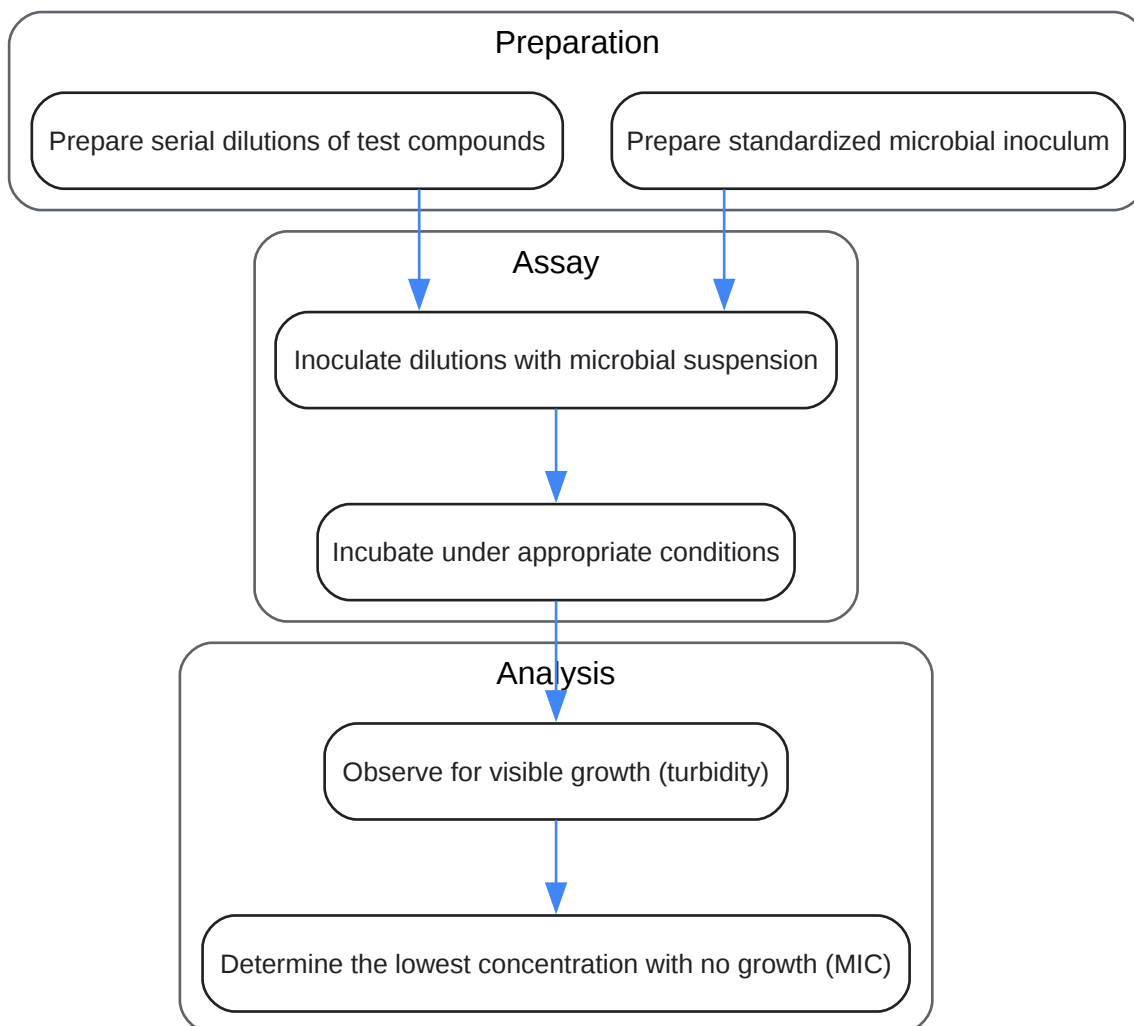 Preparation
Prepare serial dilutions of test compounds
Prepare standardized microbial inoculum
Assay
Inoculate dilutions with microbial suspension
Incubate under appropriate conditions
Analysis
Observe for visible growth (turbidity)
Determine the lowest concentration with no growth (MIC)